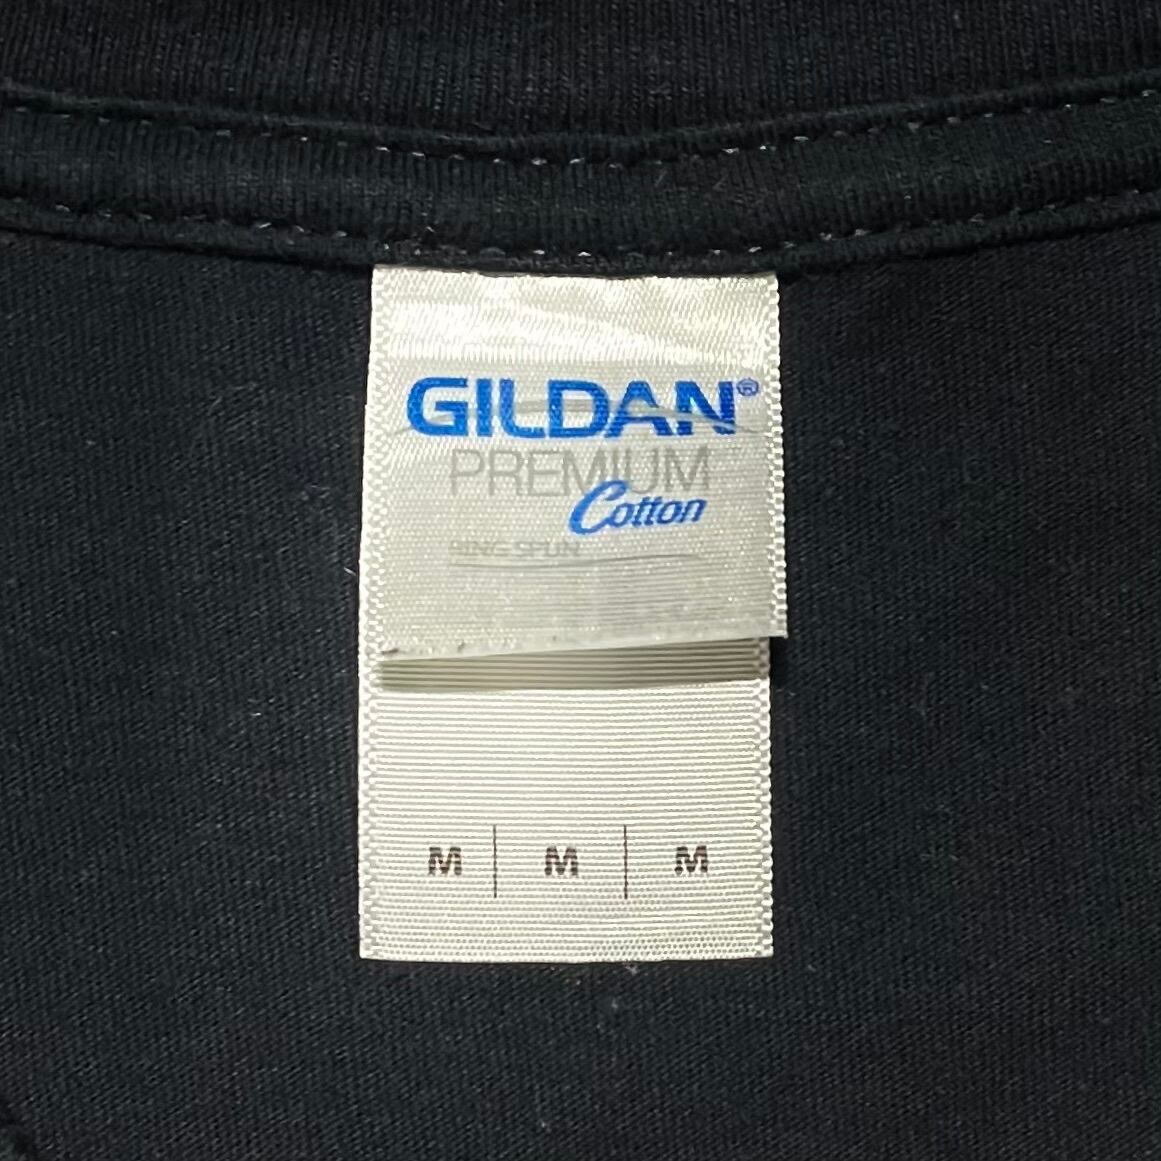 GILDAN®
PREMIUM
Cotton
RING SPUN
M | M | M